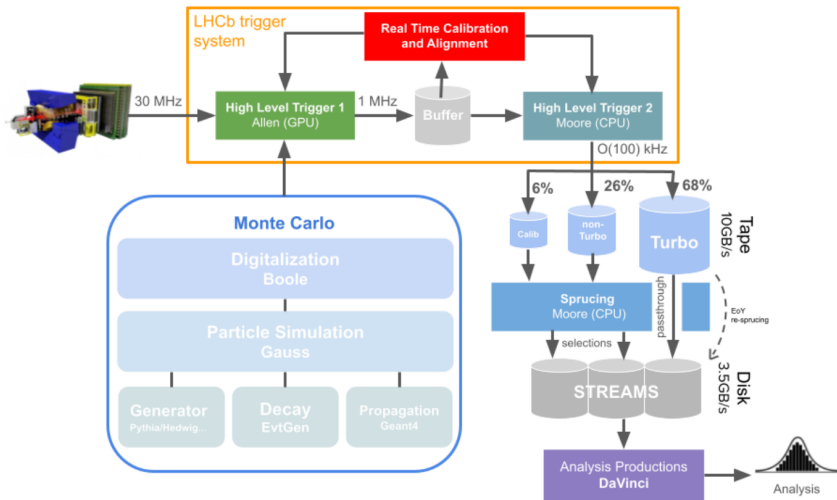 LHCb trigger
system
Real Time Calibration
and Alignment
30 MHz
High Level Trigger 1
Allen (GPU)
1 MHz
Buffer
High Level Trigger 2
Moore (CPU)
O(100) kHz
6%
26%
68%
Calib
non-
Turbo
Turbo
Tape
10GB/s
Monte Carlo
Digitalization
Boole
Particle Simulation
Gauss
Generator
Pythia/Hedwig...
Decay
EvtGen
Propagation
Geant4
Sprucing
Moore (CPU)
passthrough
EoY
re-sprucing
selections
STREAMS
Disk
3.5GB/s
Analysis Productions
DaVinci
Analysis